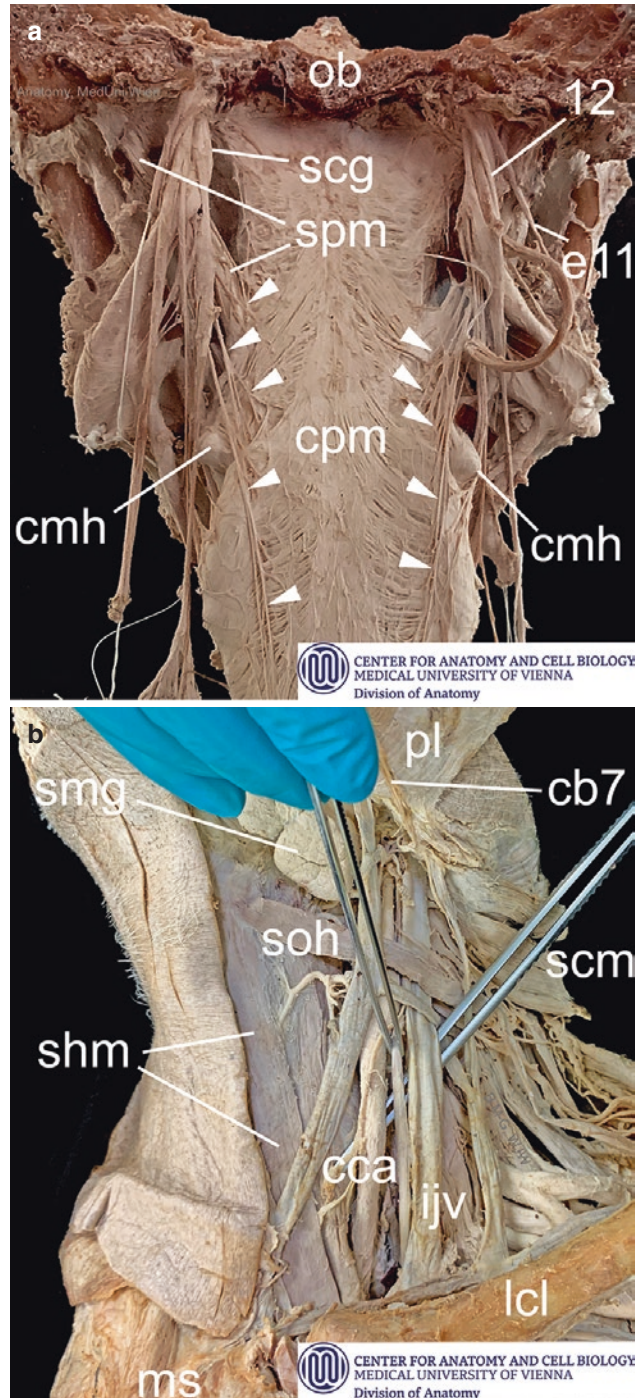 a
ob
Anatomy, MedUni Wien
12
scg
spm
e11
cpm
cmh
cmh
CENTER FOR ANATOMY AND CELL BIOLOGY
MEDICAL UNIVERSITY OF VIENNA
Division of Anatomy
b
pl
smg
cb7
soh
scm
shm
cca
ijv
lcl
ms
CENTER FOR ANATOMY AND CELL BIOLOGY
MEDICAL UNIVERSITY OF VIENNA
Division of Anatomy